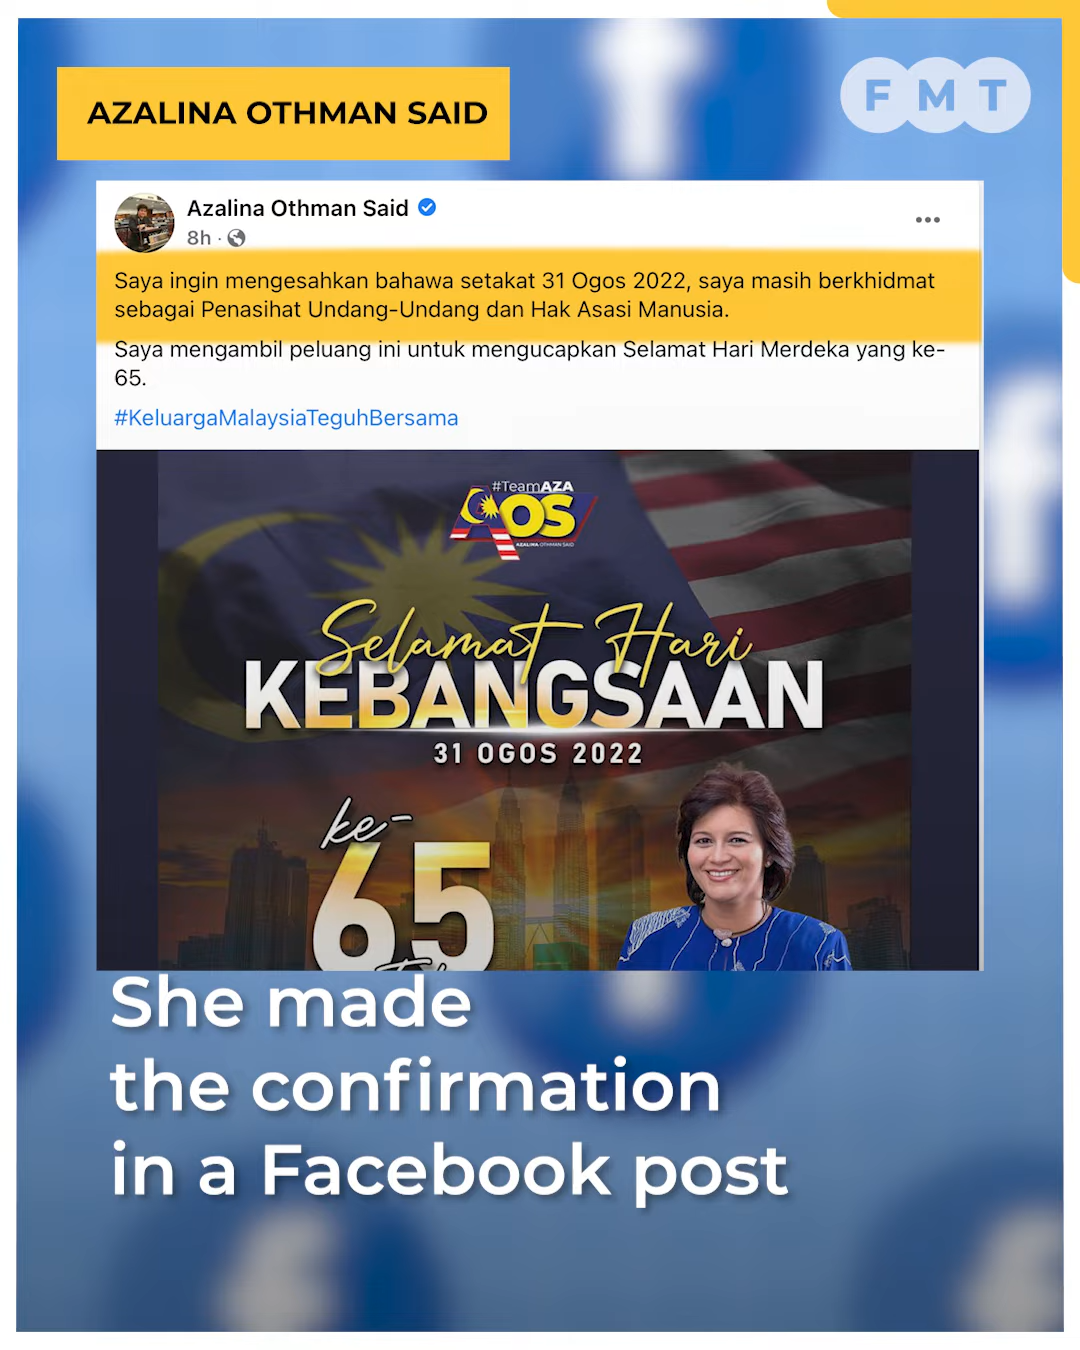 AZALINA OTHMAN SAID
FMT
Azalina Othman Said
8h ·
Saya ingin mengesahkan bahawa setakat 31 Ogos 2022, saya masih berkhidmat
sebagai Penasihat Undang-Undang dan Hak Asasi Manusia.
Saya mengambil peluang ini untuk mengucapkan Selamat Hari Merdeka yang ke-
65.
#KeluargaMalaysiaTeguhBersama
#TeamAZA
AOS
AZALINA OTHMAN SAID
Selamat Hari
KEBANGSAAN
31 OGOS 2022
ke-
65
She made
the confirmation
in a Facebook post